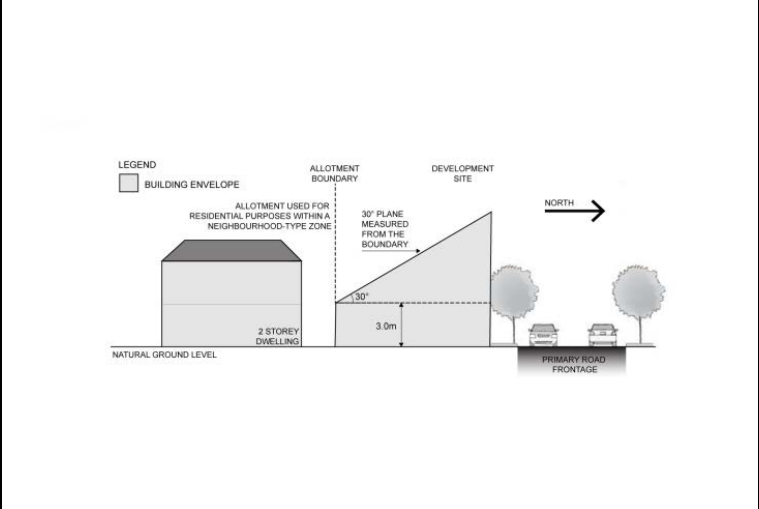 LEGEND
BUILDING ENVELOPE
ALLOTMENT
BOUNDARY
DEVELOPMENT
SITE
ALLOTMENT USED FOR
RESIDENTIAL PURPOSES WITHIN A
NEIGHBOURHOOD-TYPE ZONE
30° PLANE
MEASURED
FROM THE
BOUNDARY
NORTH
30°
3.0m
2 STOREY
DWELLING
NATURAL GROUND LEVEL
PRIMARY ROAD
FRONTAGE